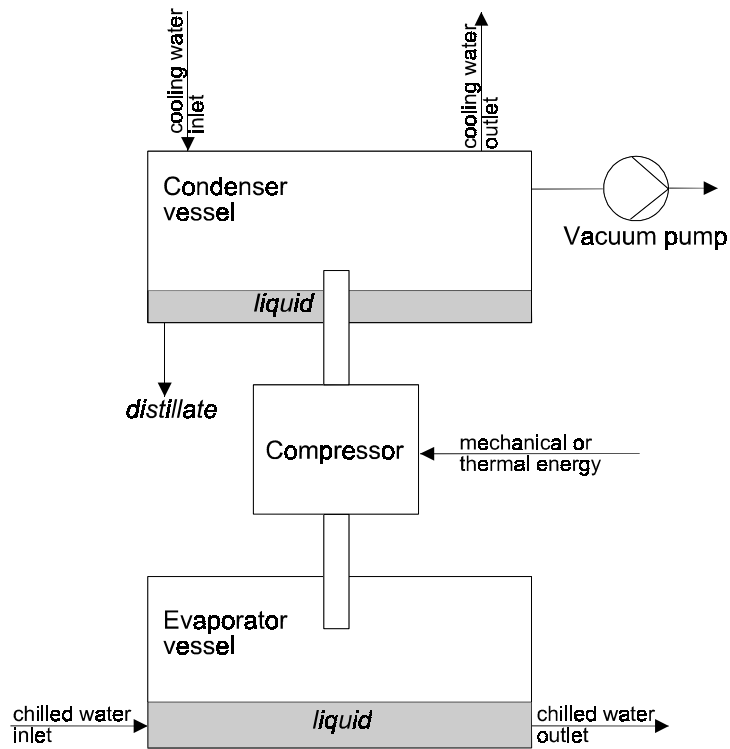 cooling water
inlet
cooling water
outlet
Condenser
vessel
Vacuum pump
liquid
distillate
Compressor
mechanical or
thermal energy
Evaporator
vessel
chilled water
inlet
liquid
chilled water
outlet